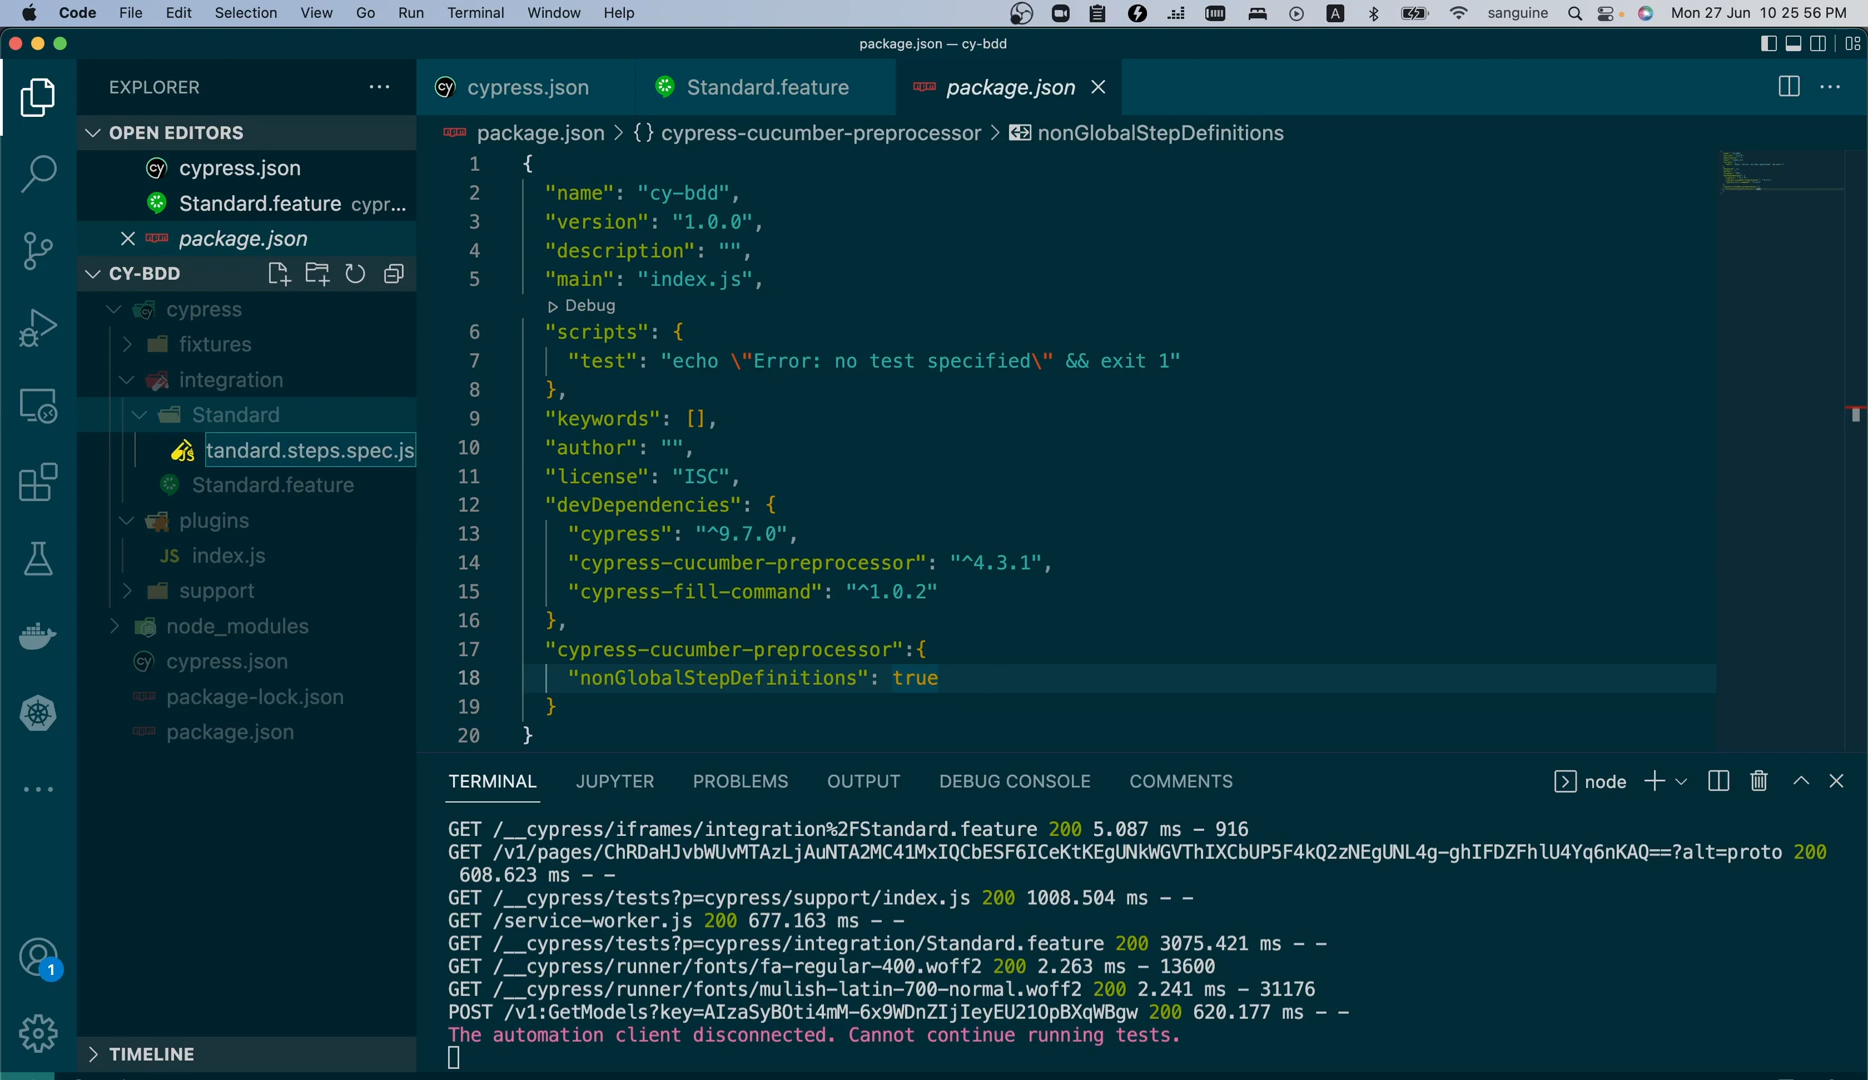 Code File Edit Selection View Go Run Terminal Window Help sanguine Mon 27 Jun 10 25 56 PM
package.json — cy-bdd
EXPLORER
cypress.json Standard.feature package.json
OPEN EDITORS
cypress.json
Standard.feature cypr...
package.json
CY-BDD
cypress
fixtures
integration
Standard
tandard.steps.spec.js
Standard.feature
plugins
JS index.js
support
node_modules
cypress.json
package-lock.json
package.json
TIMELINE
1
package.json > {} cypress-cucumber-preprocessor > nonGlobalStepDefinitions
1 {
2 "name": "cy-bdd",
3 "version": "1.0.0",
4 "description": "",
5 "main": "index.js",
Debug
6 "scripts": {
7 "test": "echo \"Error: no test specified\" && exit 1"
8 },
9 "keywords": [],
10 "author": "",
11 "license": "ISC",
12 "devDependencies": {
13 "cypress": "^9.7.0",
14 "cypress-cucumber-preprocessor": "^4.3.1",
15 "cypress-fill-command": "^1.0.2"
16 },
17 "cypress-cucumber-preprocessor":{
18 "nonGlobalStepDefinitions": true
19 }
20 }
TERMINAL JUPYTER PROBLEMS OUTPUT DEBUG CONSOLE COMMENTS node
GET /__cypress/iframes/integration%2FStandard.feature 200 5.087 ms - 916
GET /v1/pages/ChRDaHJvbWUvMTAzLjAuNTA2MC41MxIQCbESF6ICeKtKEgUNkWGVThIXCbUP5F4kQ2zNEgUNL4g-ghIFDZFhlU4Yq6nKAQ==?alt=proto 200
608.623 ms - -
GET /__cypress/tests?p=cypress/support/index.js 200 1008.504 ms - -
GET /service-worker.js 200 677.163 ms - -
GET /__cypress/tests?p=cypress/integration/Standard.feature 200 3075.421 ms - -
GET /__cypress/runner/fonts/fa-regular-400.woff2 200 2.263 ms - 13600
GET /__cypress/runner/fonts/mulish-latin-700-normal.woff2 200 2.241 ms - 31176
POST /v1:GetModels?key=AIzaSyBOti4mM-6x9WDnZIjIeyEU21OpBXqWBgw 200 620.177 ms - -
The automation client disconnected. Cannot continue running tests.